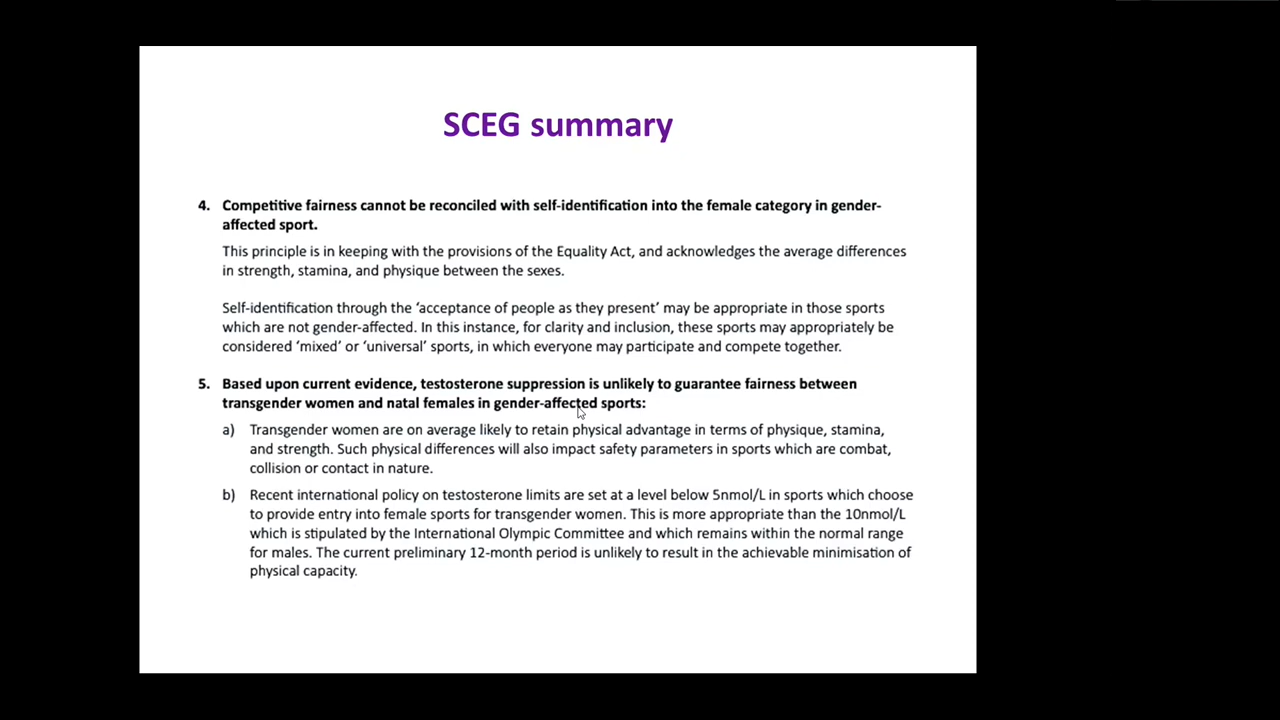 SCEG summary
4. Competitive fairness cannot be reconciled with self-identification into the female category in gender-
affected sport.
This principle is in keeping with the provisions of the Equality Act, and acknowledges the average differences
in strength, stamina, and physique between the sexes.
Self-identification through the ‘acceptance of people as they present’ may be appropriate in those sports
which are not gender-affected. In this instance, for clarity and inclusion, these sports may appropriately be
considered ‘mixed’ or ‘universal’ sports, in which everyone may participate and compete together.
5. Based upon current evidence, testosterone suppression is unlikely to guarantee fairness between
transgender women and natal females in gender-affected sports:
a) Transgender women are on average likely to retain physical advantage in terms of physique, stamina,
and strength. Such physical differences will also impact safety parameters in sports which are combat,
collision or contact in nature.
b) Recent international policy on testosterone limits are set at a level below 5nmol/L in sports which choose
to provide entry into female sports for transgender women. This is more appropriate than the 10nmol/L
which is stipulated by the International Olympic Committee and which remains within the normal range
for males. The current preliminary 12-month period is unlikely to result in the achievable minimisation of
physical capacity.